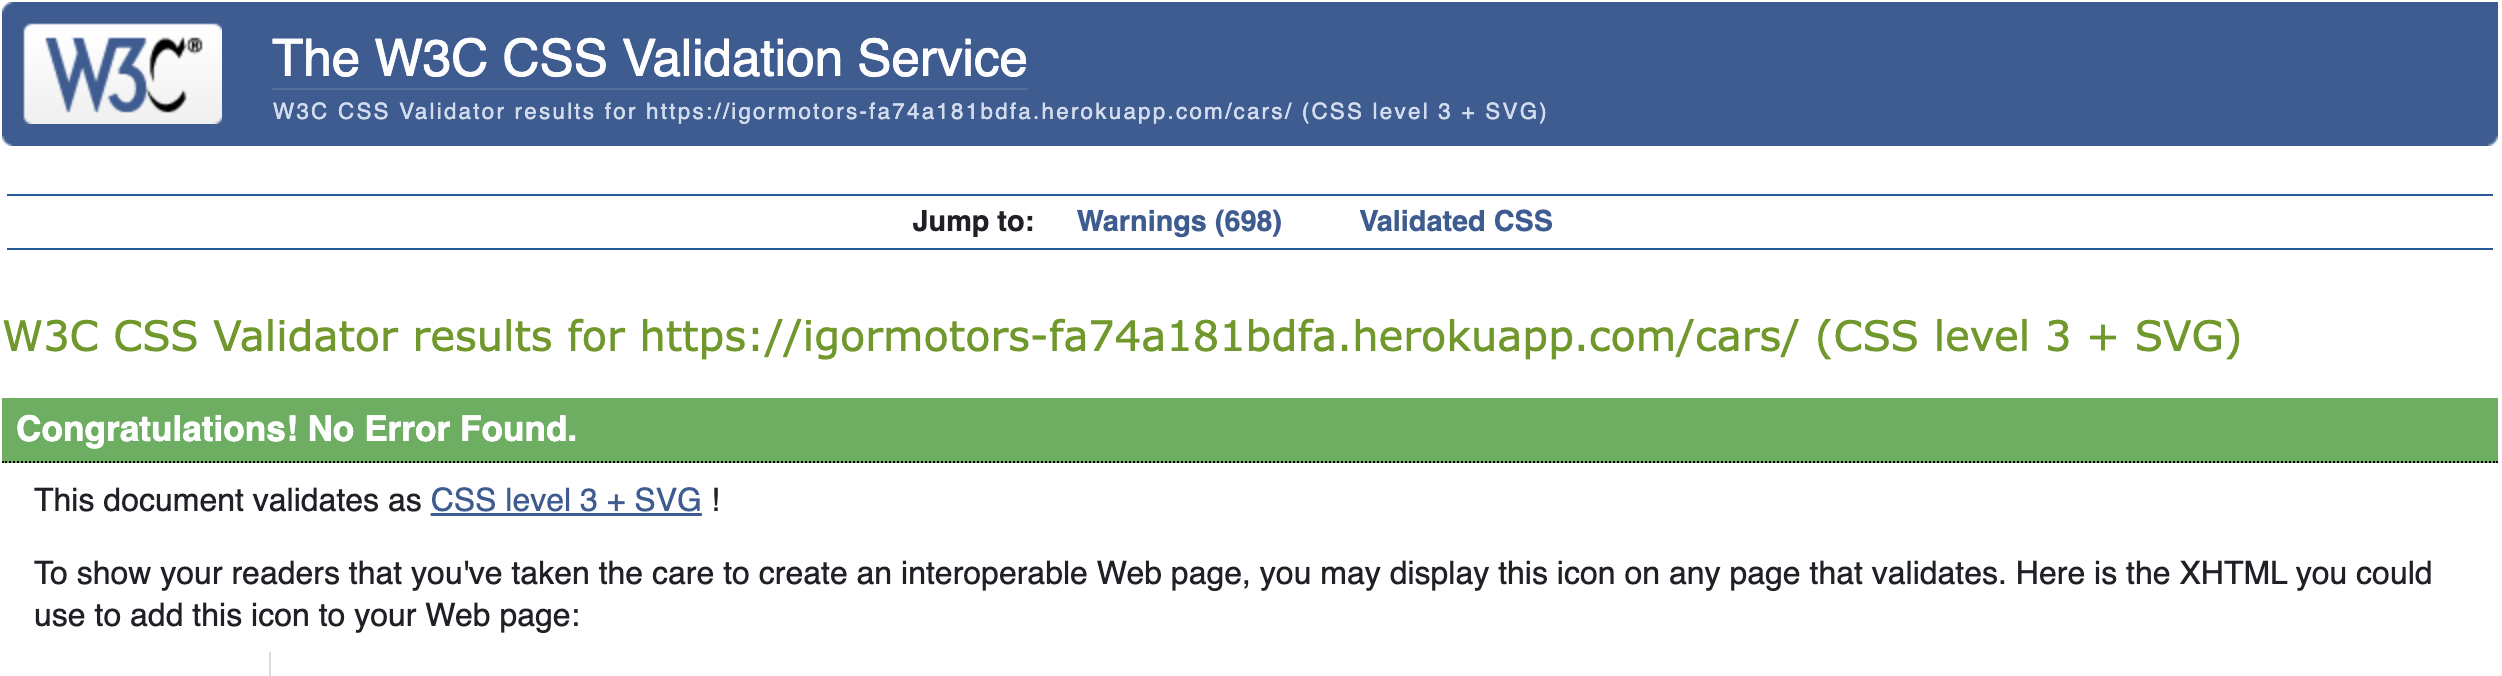 W3C®
The W3C CSS Validation Service
W3C CSS Validator results for https://igormotors-fa74a181bdfa.herokuapp.com/cars/ (CSS level 3 + SVG)
Jump to: Warnings (698) Validated CSS
W3C CSS Validator results for https://igormotors-fa74a181bdfa.herokuapp.com/cars/ (CSS level 3 + SVG)
Congratulations! No Error Found.
This document validates as CSS level 3 + SVG !
To show your readers that you've taken the care to create an interoperable Web page, you may display this icon on any page that validates. Here is the XHTML you could
use to add this icon to your Web page: